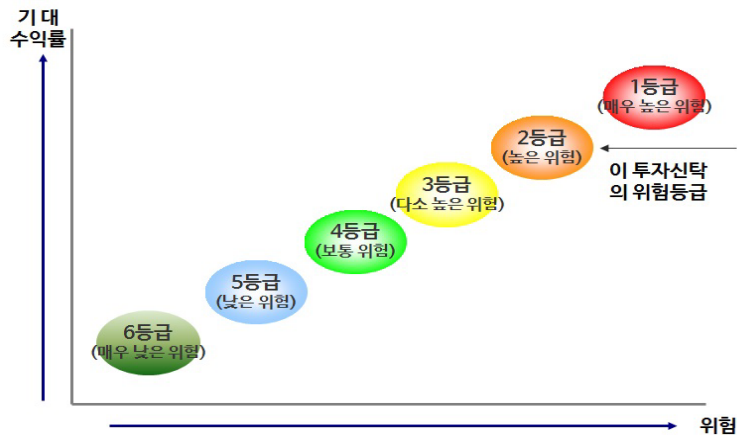 기 대
수익률
1등급
(매우 높은 위험)
2등급
(높은 위험)
이 투자신탁
의 위험등급
3등급
(다소 높은 위험)
4등급
(보통 위험)
5등급
(낮은 위험)
6등급
(매우 낮은 위험)
위험